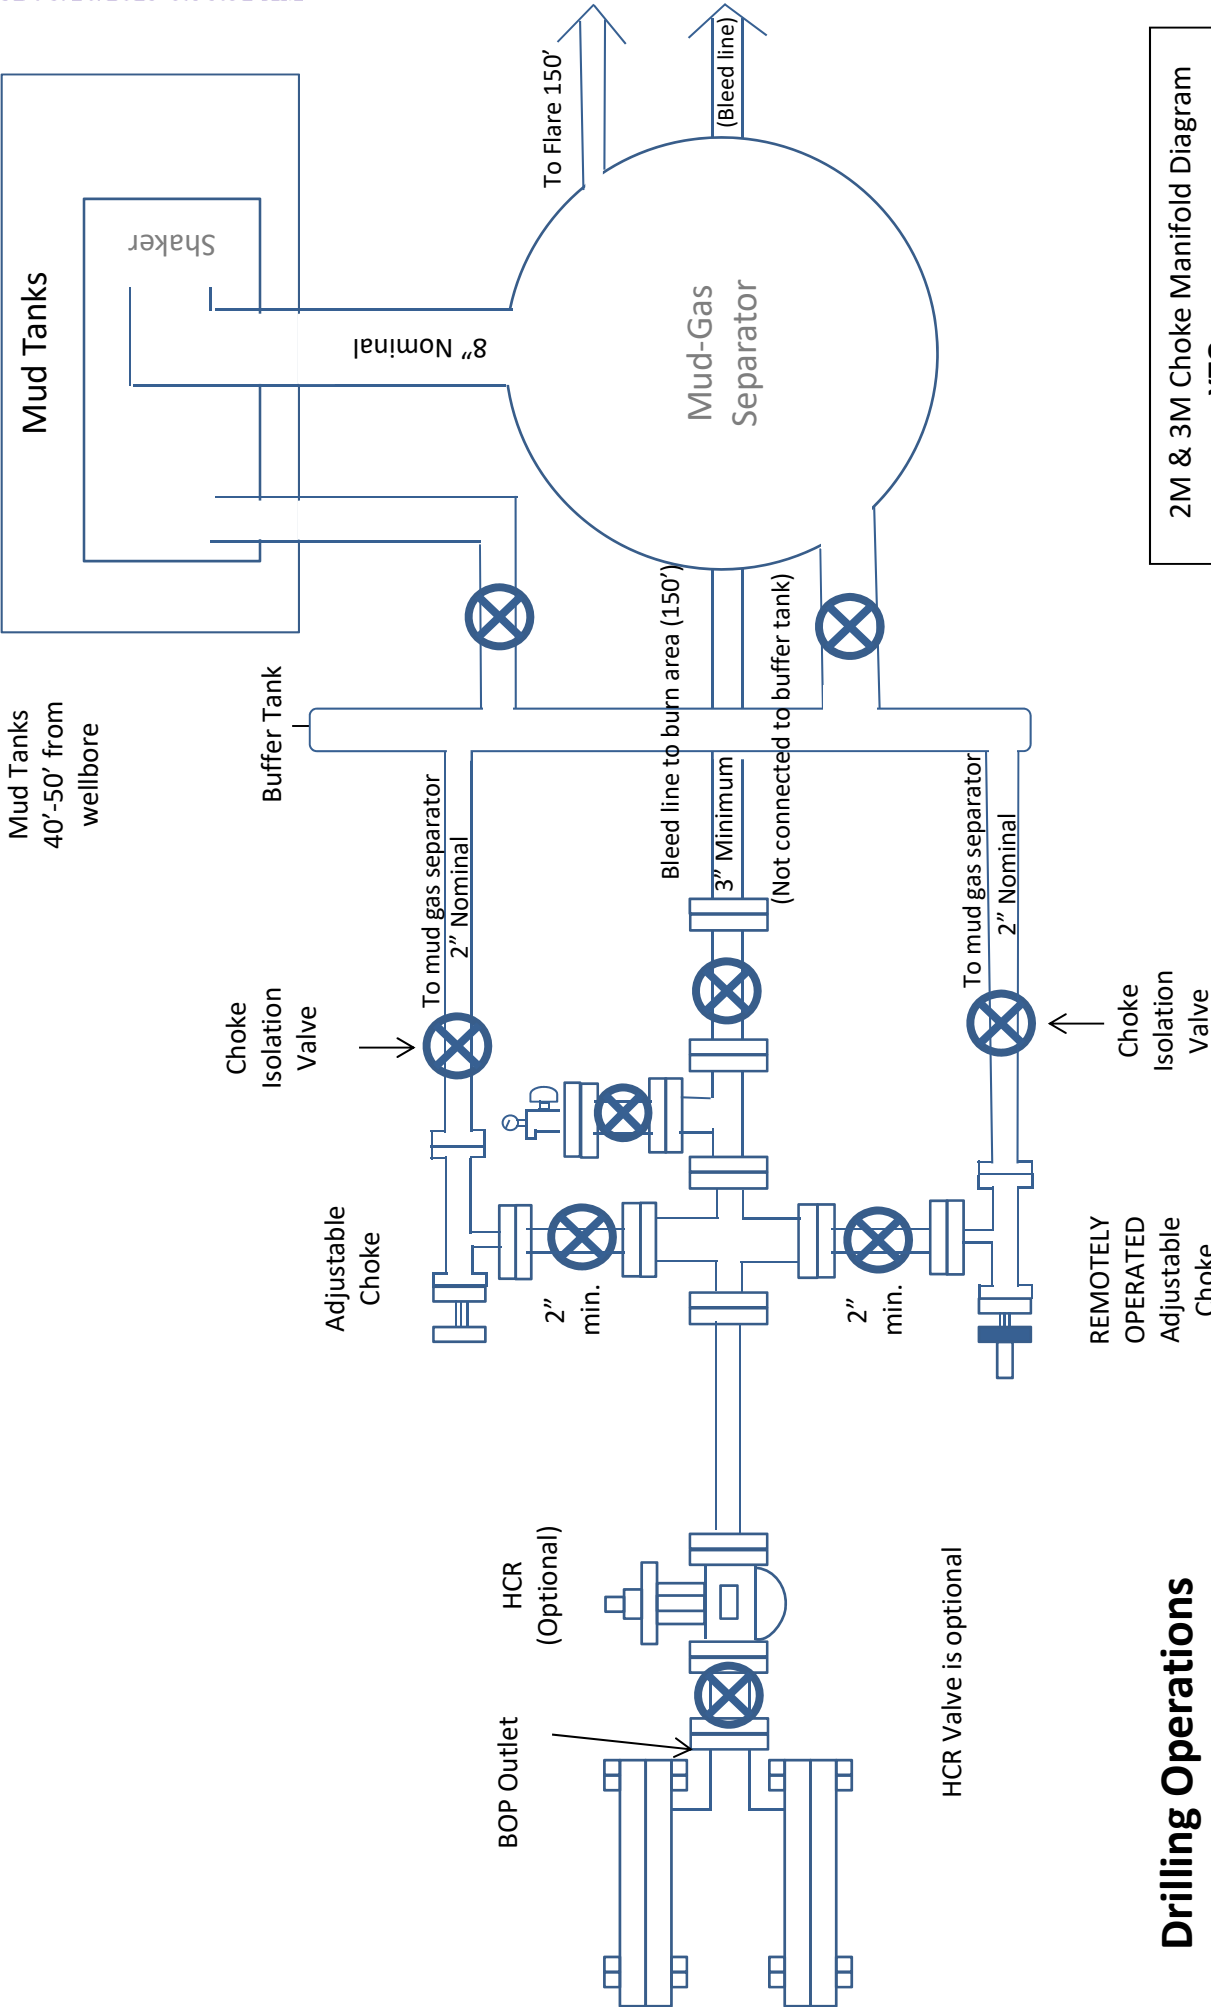 Mud Tanks
40’-50’ from
wellbore
Mud Tanks
Shaker
8” Nominal
To Flare 150’
(Bleed line)
Mud-Gas
Separator
Buffer Tank
Bleed line to burn area (150’)
3” Minimum
(Not connected to buffer tank)
To mud gas separator
2” Nominal
To mud gas separator
2” Nominal
Choke
Isolation
Valve
Choke
Isolation
Valve
Adjustable
Choke
2”
min.
2”
min.
REMOTELY
OPERATED
Adjustable
Choke
HCR
(Optional)
BOP Outlet
HCR Valve is optional
Drilling Operations
2M & 3M Choke Manifold Diagram